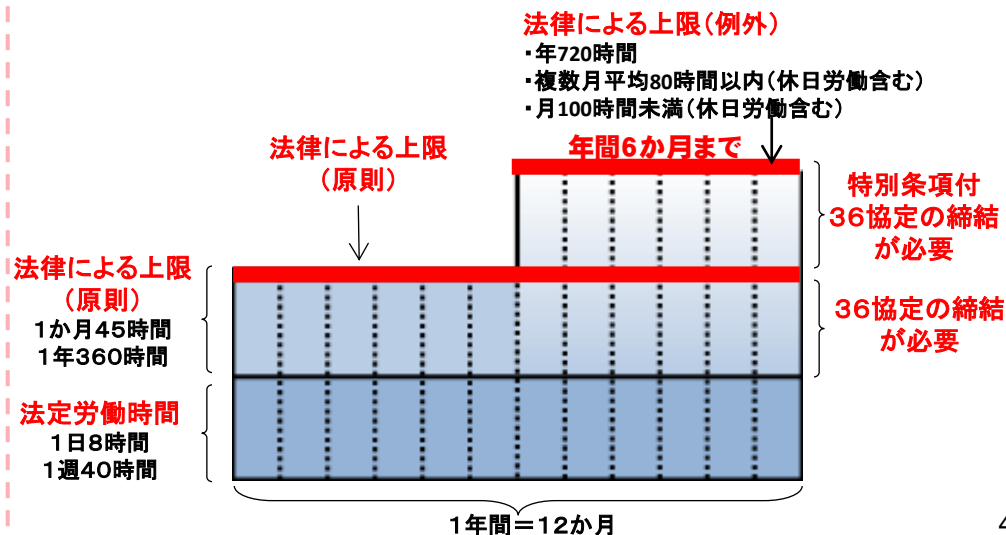 法律による上限(例外)
・年720時間
・複数月平均80時間以内(休日労働含む)
・月100時間未満(休日労働含む)
年間6か月まで
法律による上限
(原則)
特別条項付
36協定の締結
が必要
法律による上限
(原則)
1か月45時間
1年360時間
36協定の締結
が必要
法定労働時間
1日8時間
1週40時間
1年間=12か月